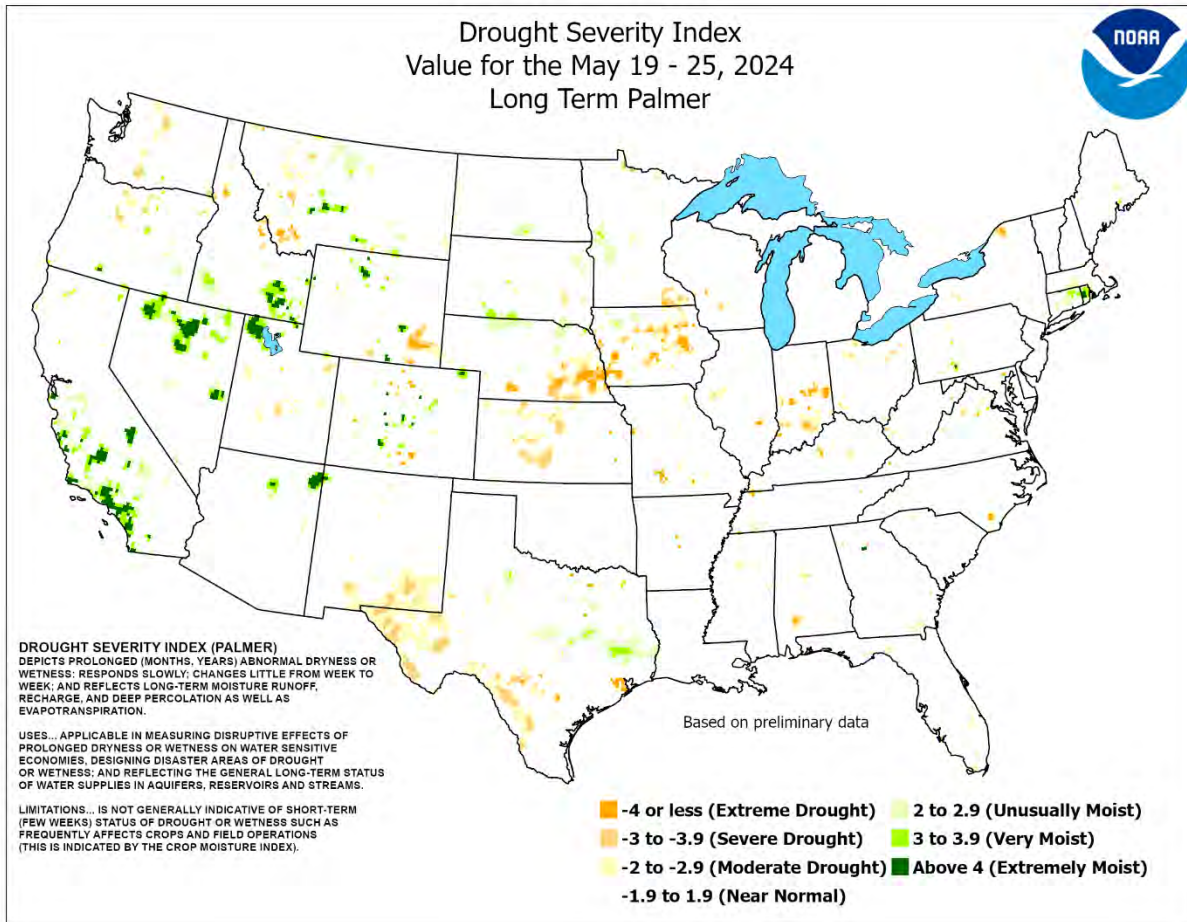 Drought Severity Index
Value for the May 19 - 25, 2024
Long Term Palmer
NOAA
DROUGHT SEVERITY INDEX (PALMER)
DEPICTS PROLONGED (MONTHS, YEARS) ABNORMAL DRYNESS OR
WETNESS: RESPONDS SLOWLY; CHANGES LITTLE FROM WEEK TO
WEEK; AND REFLECTS LONG-TERM MOISTURE RUNOFF,
RECHARGE, AND DEEP PERCOLATION AS WELL AS
EVAPOTRANSPIRATION.
USES... APPLICABLE IN MEASURING DISRUPTIVE EFFECTS OF
PROLONGED DRYNESS OR WETNESS ON WATER SENSITIVE
ECONOMIES, DESIGNING DISASTER AREAS OF DROUGHT
OR WETNESS; AND REFLECTING THE GENERAL LONG-TERM STATUS
OF WATER SUPPLIES IN AQUIFERS, RESERVOIRS AND STREAMS.
LIMITATIONS... IS NOT GENERALLY INDICATIVE OF SHORT-TERM
(FEW WEEKS) STATUS OF DROUGHT OR WETNESS SUCH AS
FREQUENTLY AFFECTS CROPS AND FIELD OPERATIONS
(THIS IS INDICATED BY THE CROP MOISTURE INDEX).
Based on preliminary data
-4 or less (Extreme Drought)
-3 to -3.9 (Severe Drought)
-2 to -2.9 (Moderate Drought)
-1.9 to 1.9 (Near Normal)
2 to 2.9 (Unusually Moist)
3 to 3.9 (Very Moist)
Above 4 (Extremely Moist)